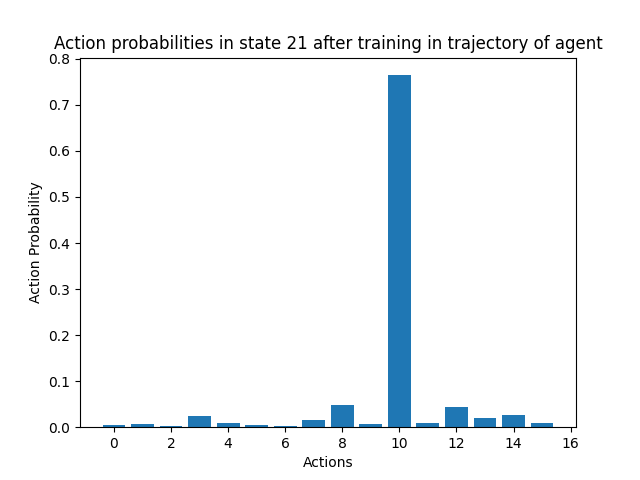 Action probabilities in state 21 after training in trajectory of agent
0.8
0.7
0.6
0.5
0.4
0.3
0.2
0.1
0.0
Action Probability
0 2 4 6 8 10 12 14 16
Actions